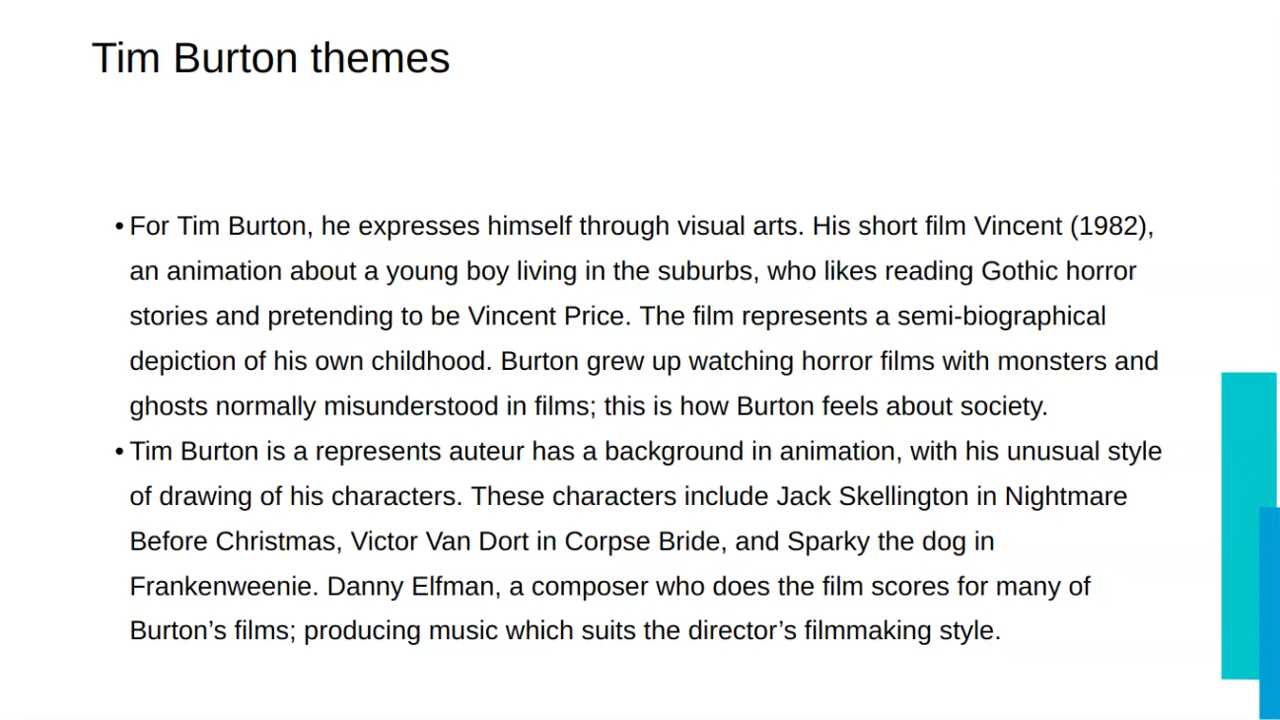 Tim Burton themes
• For Tim Burton, he expresses himself through visual arts. His short film Vincent (1982),
an animation about a young boy living in the suburbs, who likes reading Gothic horror
stories and pretending to be Vincent Price. The film represents a semi-biographical
depiction of his own childhood. Burton grew up watching horror films with monsters and
ghosts normally misunderstood in films; this is how Burton feels about society.
• Tim Burton is a represents auteur has a background in animation, with his unusual style
of drawing of his characters. These characters include Jack Skellington in Nightmare
Before Christmas, Victor Van Dort in Corpse Bride, and Sparky the dog in
Frankenweenie. Danny Elfman, a composer who does the film scores for many of
Burton’s films; producing music which suits the director’s filmmaking style.